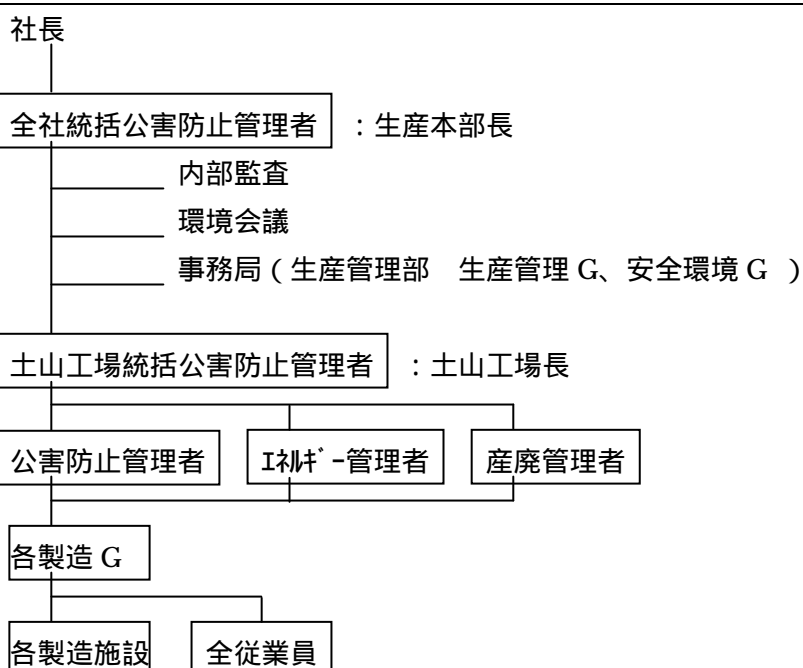 社長
全社統括公害防止管理者 ：生産本部長
内部監査
環境会議
事務局（生産管理部　生産管理 G、安全環境 G ）
土山工場統括公害防止管理者 ：土山工場長
公害防止管理者 ｴﾈﾙｷﾞｰ管理者 産廃管理者
各製造 G
各製造施設 全従業員